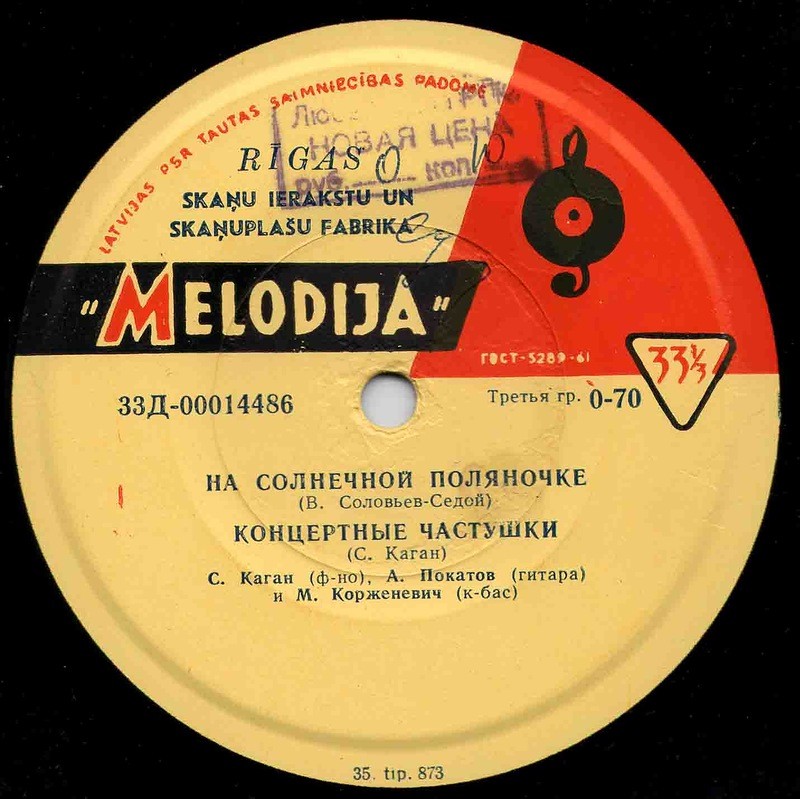 LATVIJAS PSR TAUTAS SAIMNIECĪBAS PADOME
НОВАЯ ЦЕНА
руб коп
RĪGAS
SKAŅU IERAKSTU UN
SKAŅUPLAŠU FABRIKA
"MELODIJA"
ГОСТ-5289-61
33⅓
33Д-00014486
Третья гр. 0-70
НА СОЛНЕЧНОЙ ПОЛЯНОЧКЕ
(В. Соловьев-Седой)
КОНЦЕРТНЫЕ ЧАСТУШКИ
(С. Каган)
С. Каган (ф-но), А. Покатов (гитара)
и М. Корженевич (к-бас)
35. tip. 873